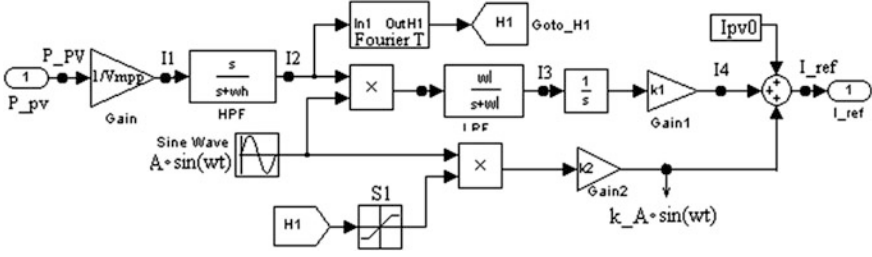 In1 OutH1
Fourier T
H1
Goto_H1
Ipv0
P_PV
I1
I2
I3
I4
I_ref
1
P_pv
1/Vmpp
Gain
s
s+wh
HPF
×
wl
s+wl
LPF
1
s
k1
Gain1
+
+
+
1
I_ref
Sine Wave
A∘sin(wt)
×
k2
Gain2
k_A∘sin(wt)
H1
S1